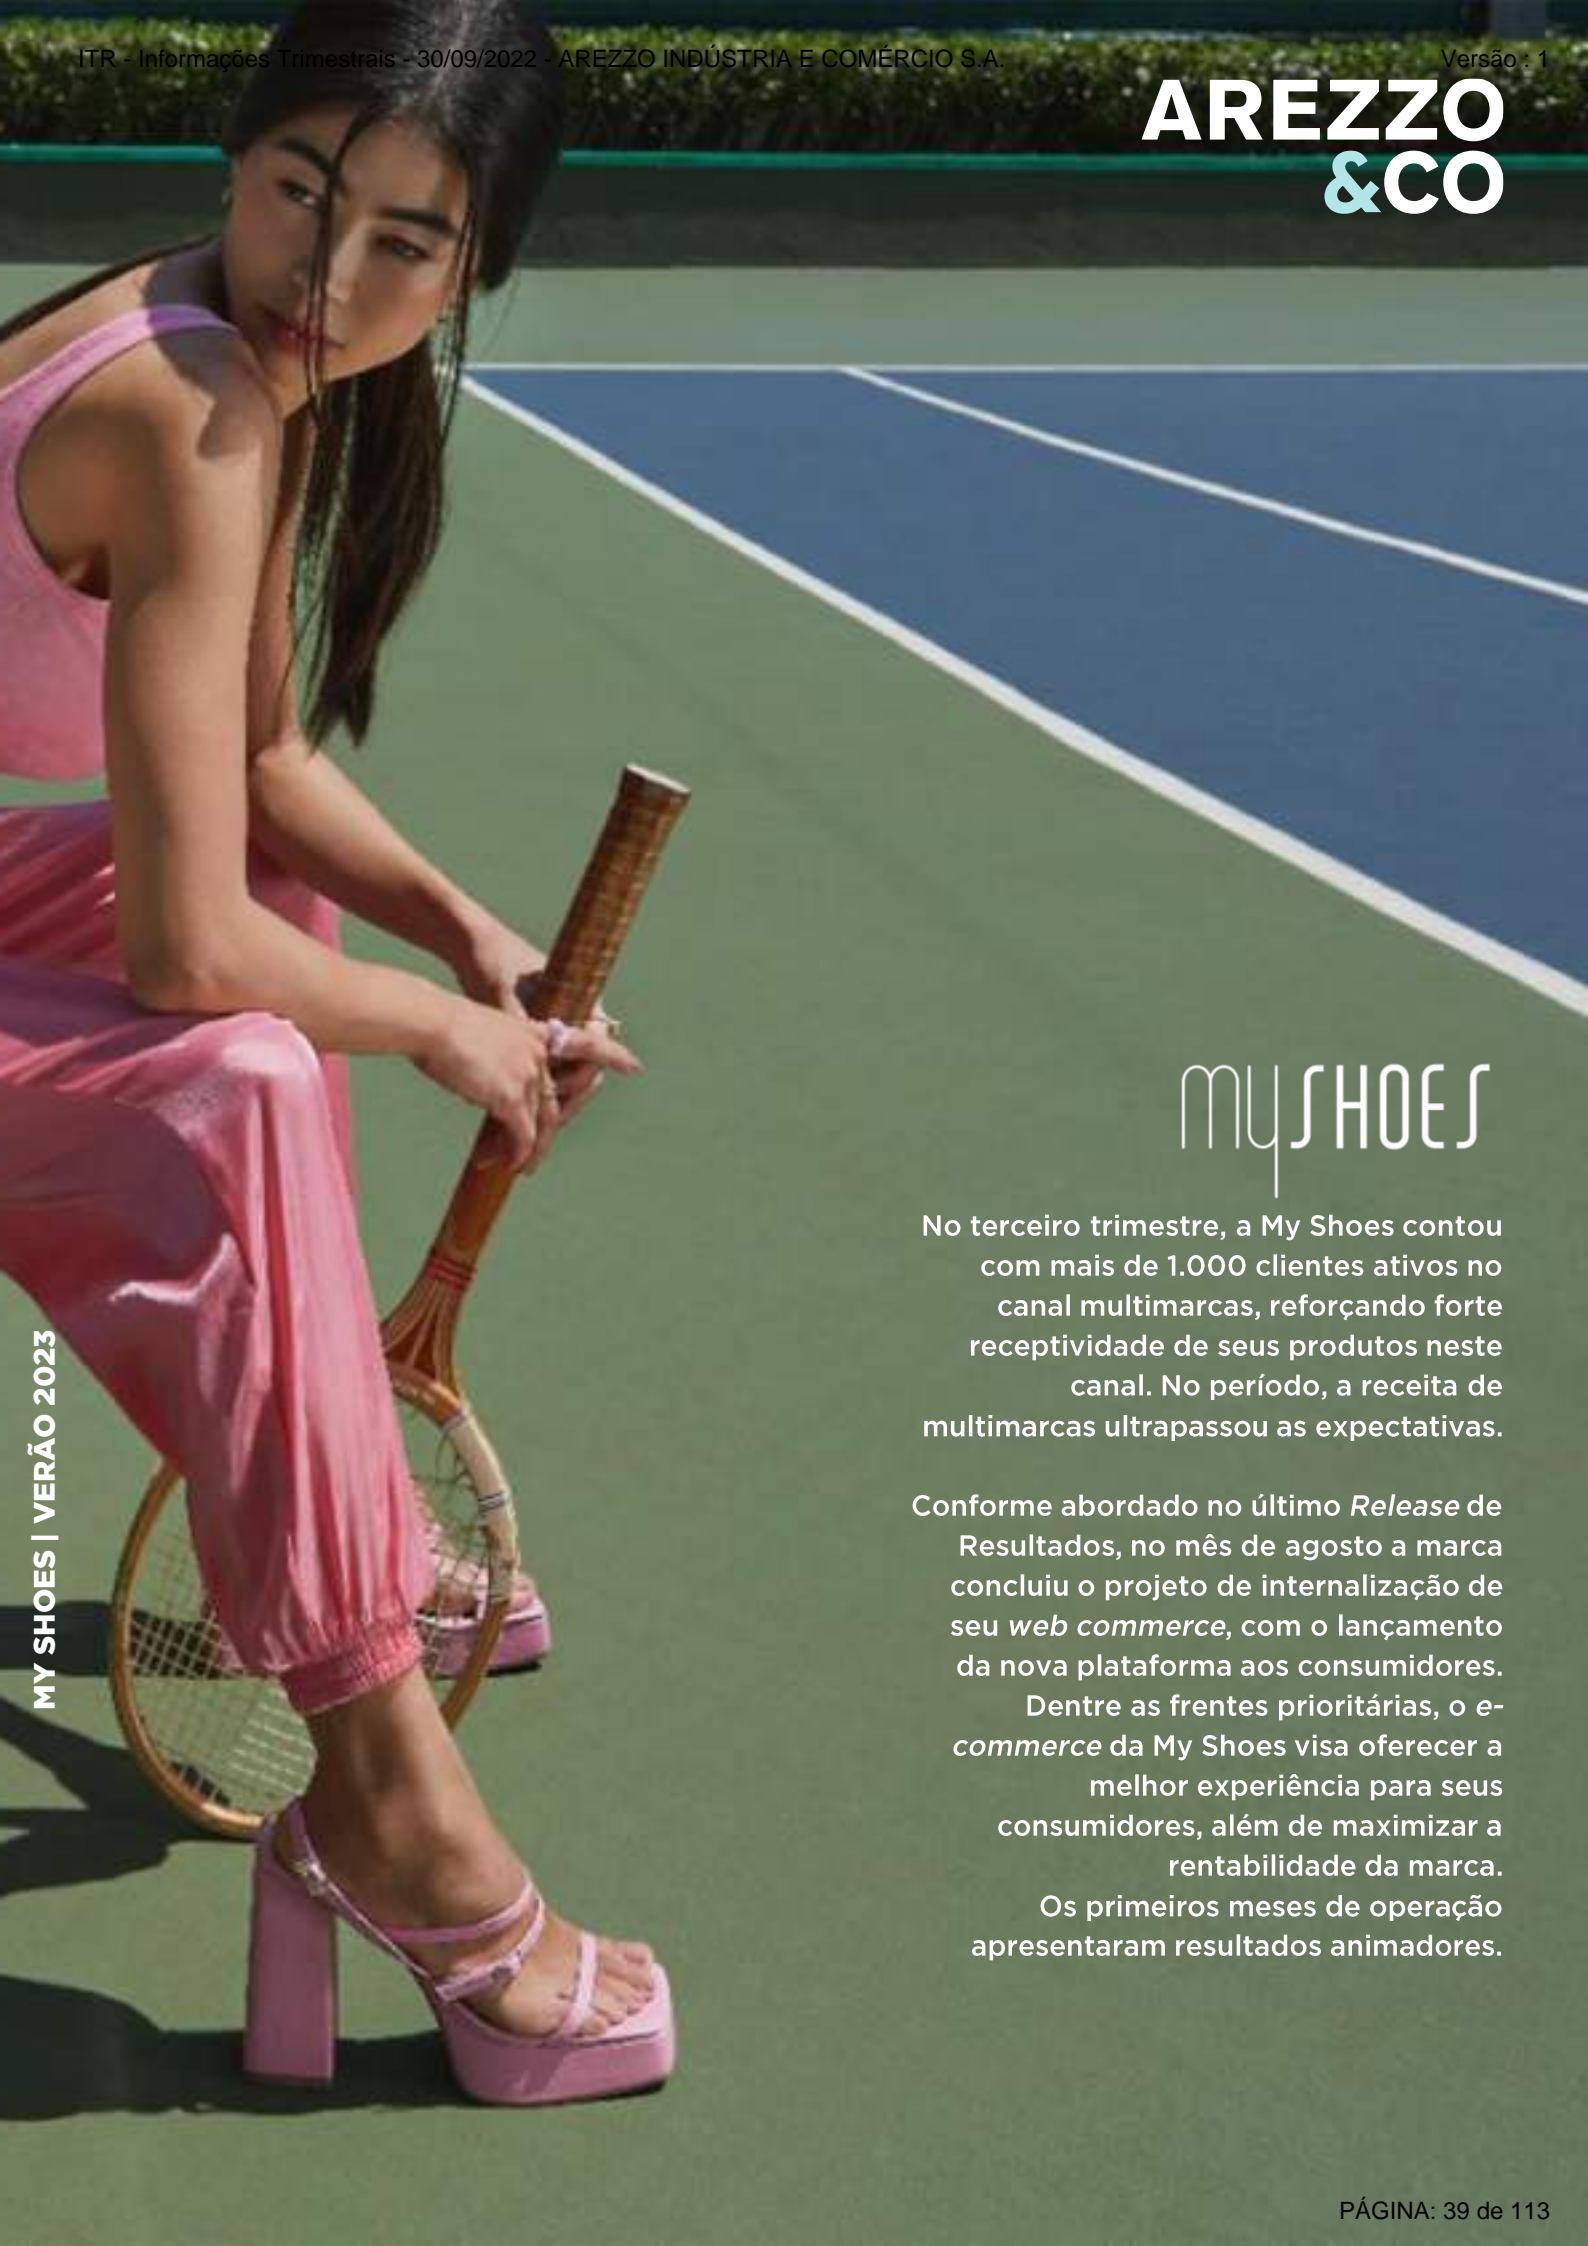 ITR - Informações Trimestrais - 30/09/2022 - AREZZO INDÚSTRIA E COMÉRCIO S.A.
Versão : 1
AREZZO
&CO
mySHOES
No terceiro trimestre, a My Shoes contou
com mais de 1.000 clientes ativos no
canal multimarcas, reforçando forte
receptividade de seus produtos neste
canal. No período, a receita de
multimarcas ultrapassou as expectativas.
Conforme abordado no último Release de
Resultados, no mês de agosto a marca
concluiu o projeto de internalização de
seu web commerce, com o lançamento
da nova plataforma aos consumidores.
Dentre as frentes prioritárias, o e-
commerce da My Shoes visa oferecer a
melhor experiência para seus
consumidores, além de maximizar a
rentabilidade da marca.
Os primeiros meses de operação
apresentaram resultados animadores.
MY SHOES | VERÃO 2023
PÁGINA: 39 de 113